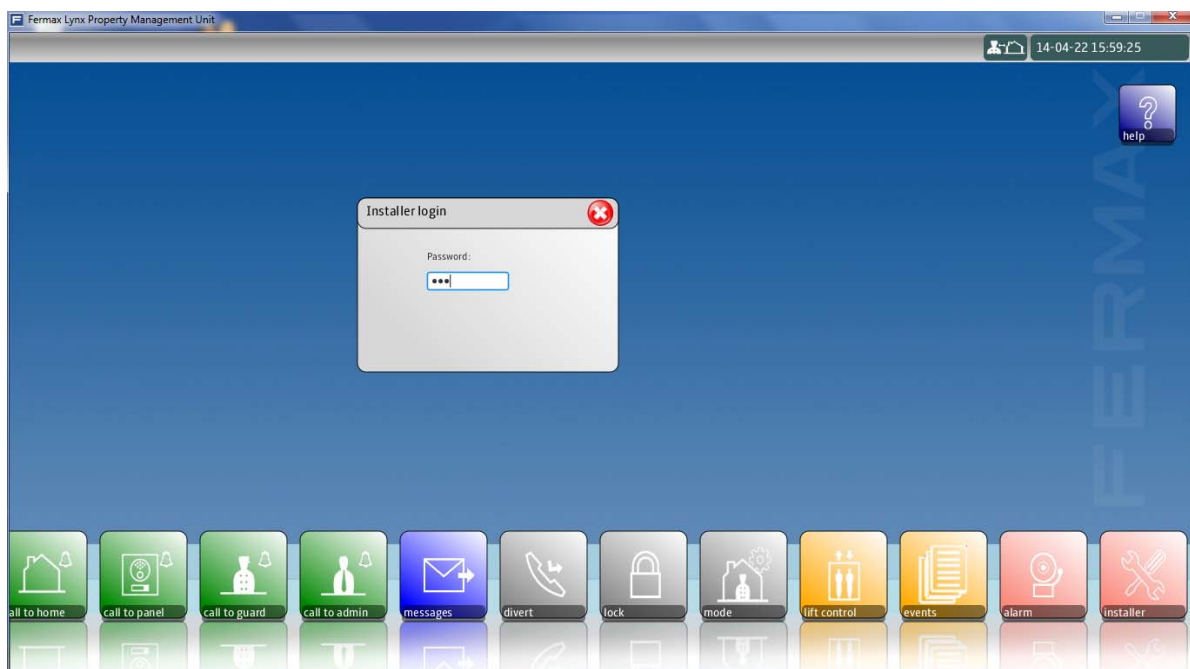 Fermax Lynx Property Management Unit
14-04-22 15:59:25
help
FERMAX
Installer login
Password:
•••
all to home
call to panel
call to guard
call to admin
messages
divert
lock
mode
lift control
events
alarm
installer